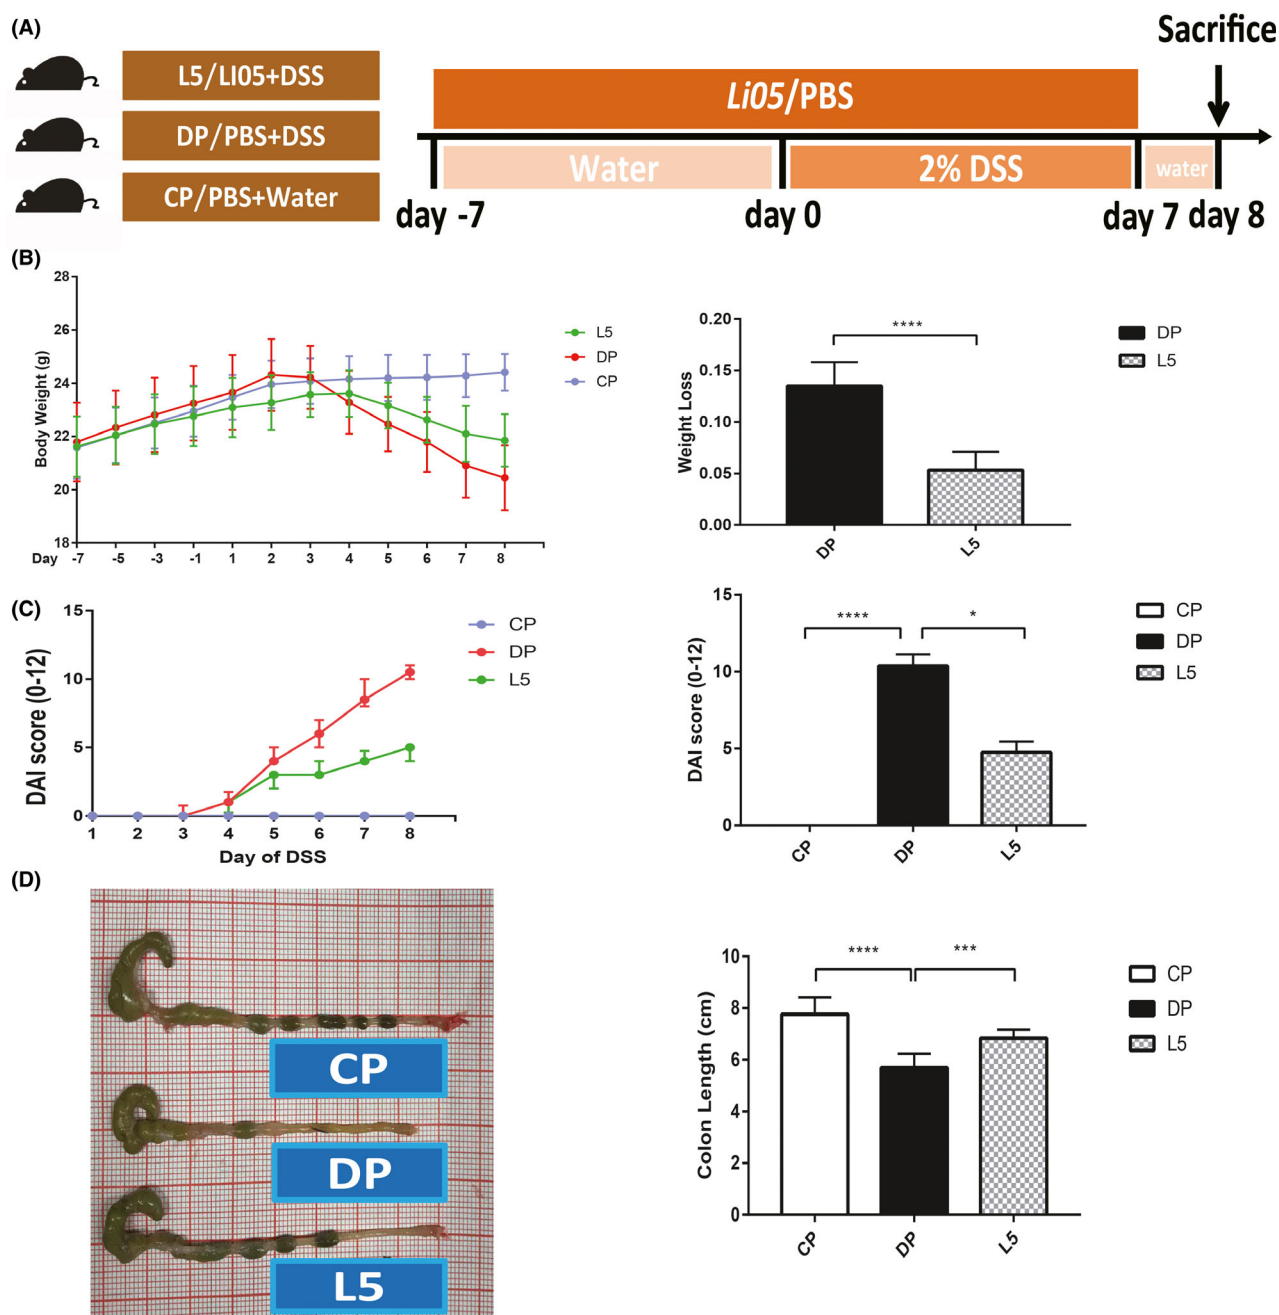 (A)
L5/LI05+DSS
DP/PBS+DSS
CP/PBS+Water
Li05/PBS
Sacrifice
Water
2% DSS
water
day -7
day 0
day 7
day 8
(B)
Body Weight (g)
28
26
24
22
20
18
Day
-7
-5
-3
-1
1
2
3
4
5
6
7
8
L5
DP
CP
Weight Loss
0.20
0.15
0.10
0.05
0.00
****
DP
L5
DP
L5
(C)
DAI score (0-12)
15
10
5
0
1
2
3
4
5
6
7
8
Day of DSS
CP
DP
L5
DAI score (0-12)
15
10
5
0
****
*
CP
DP
L5
CP
DP
L5
(D)
CP
DP
L5
Colon Length (cm)
10
8
6
4
2
0
****
***
CP
DP
L5
CP
DP
L5